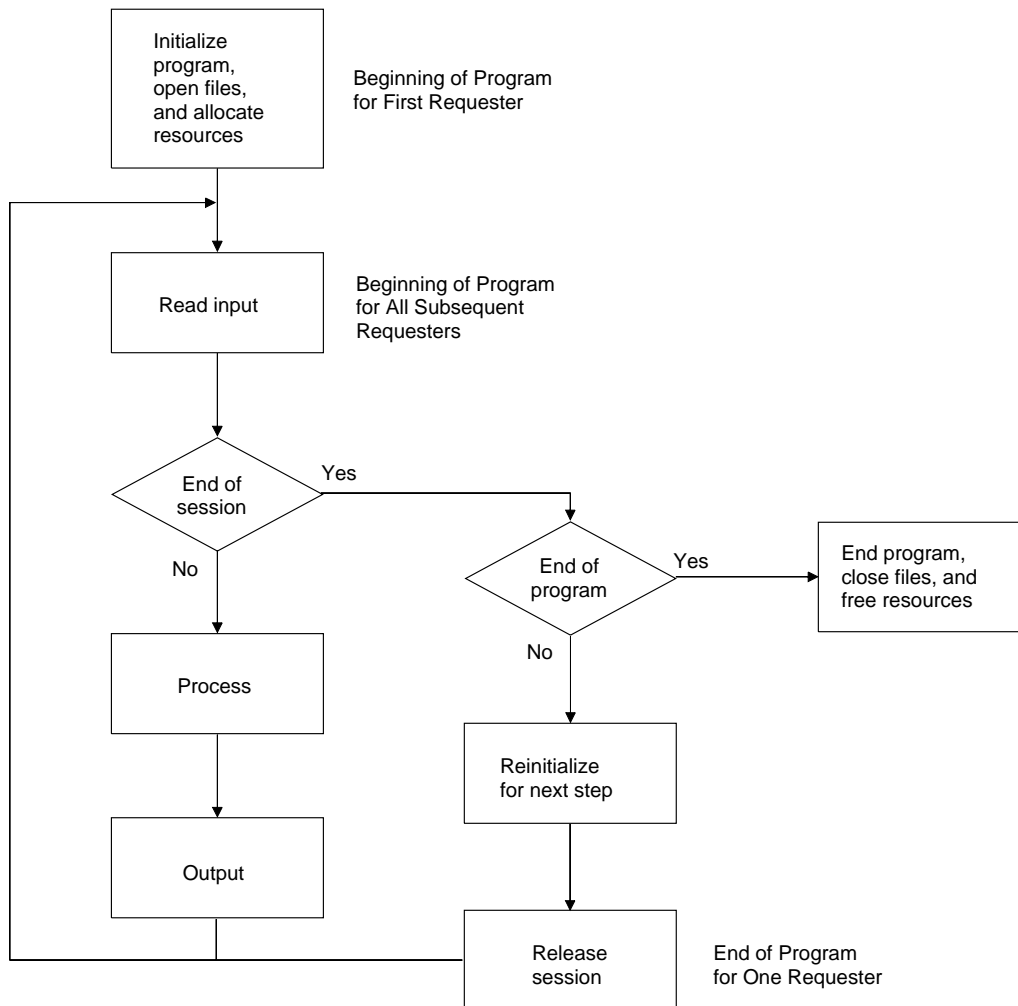 Initialize
program,
open files,
and allocate
resources
Beginning of Program
for First Requester
Read input
Beginning of Program
for All Subsequent
Requesters
End of
session
Yes
No
End of
program
Yes
No
End program,
close files, and
free resources
Process
Reinitialize
for next step
Output
Release
session
End of Program
for One Requester